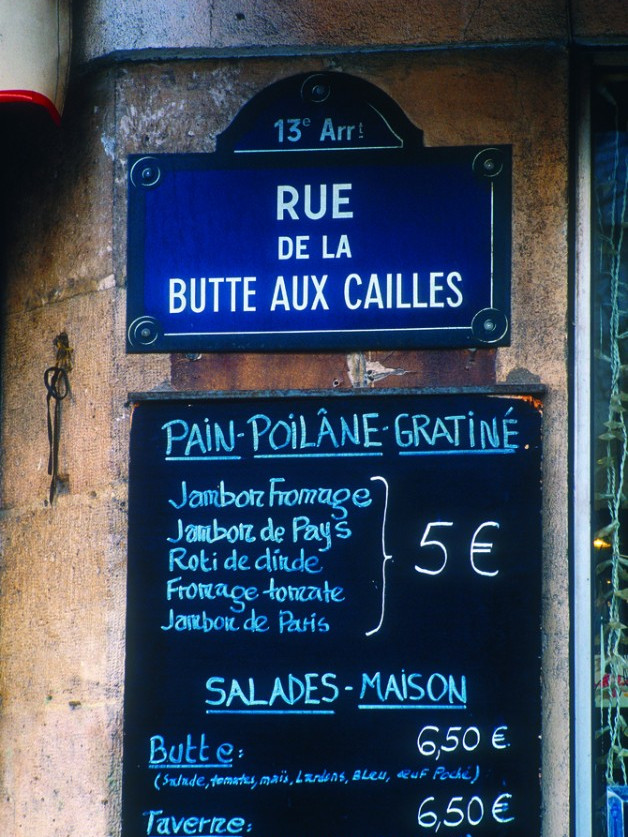 13e Arrt
RUE
DE LA
BUTTE AUX CAILLES
PAIN-POILÂNE-GRATINÉ
Jambon Fromage
Jambon de Pays
Roti de dinde
Fromage tomate
Jambon de Paris
5€
SALADES-MAISON
Butte: 6,50€
(Salade, tomates, maïs, Lardons, Bleu, œuf Poché)
Taverne: 6,50€